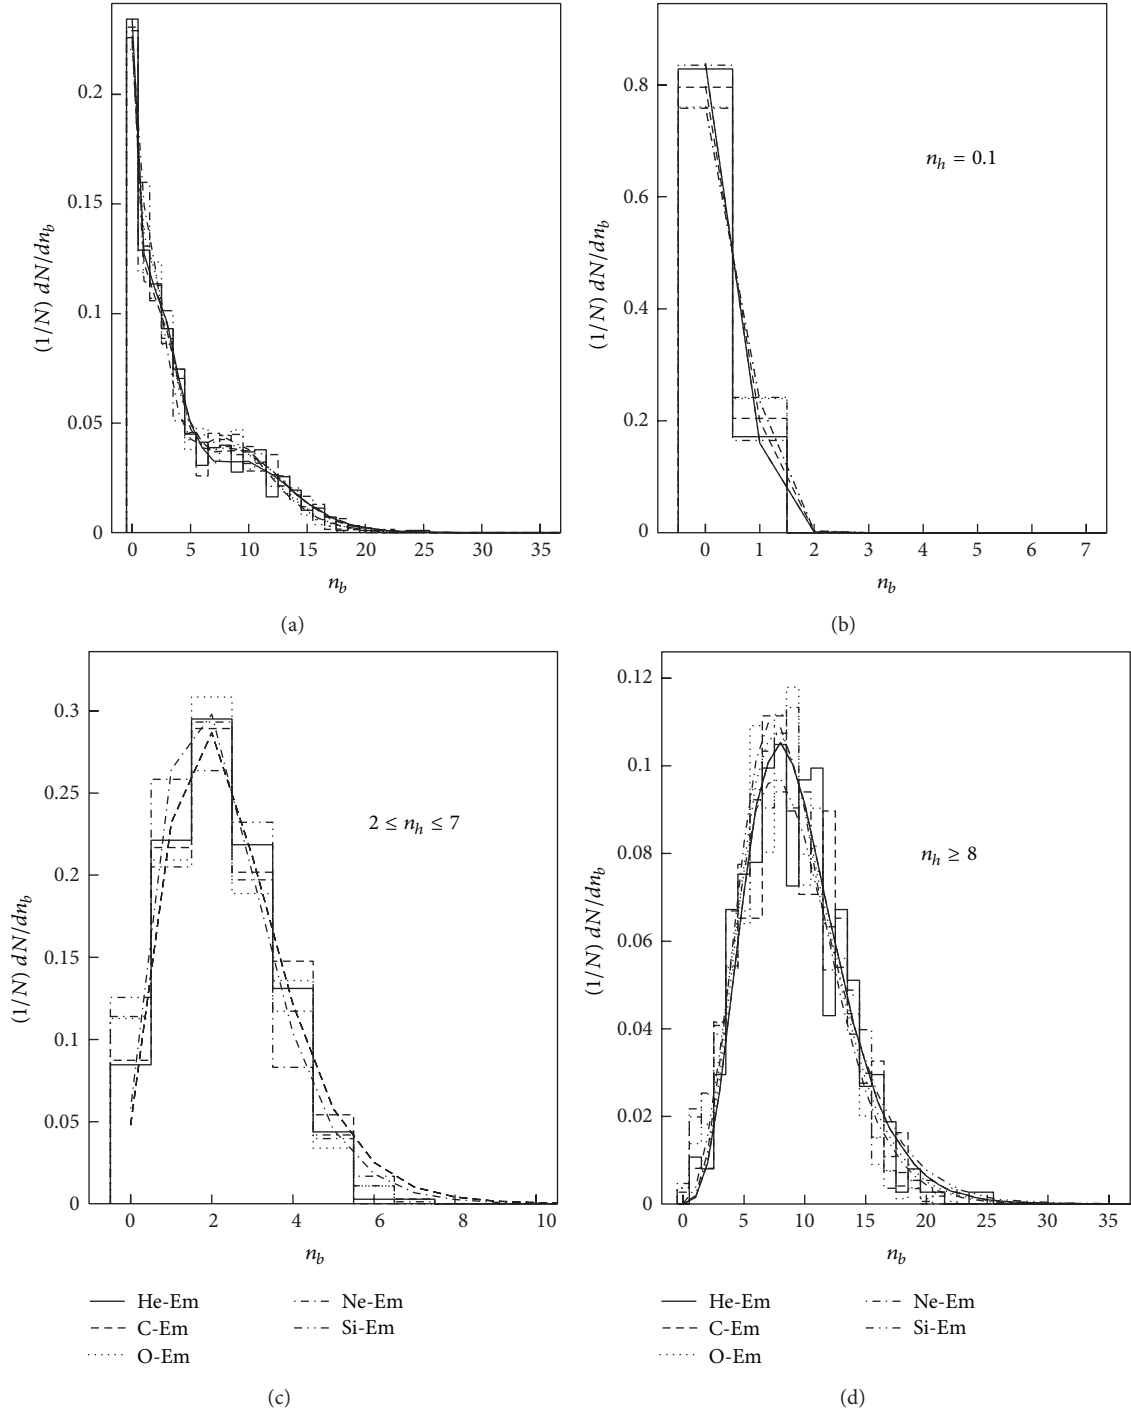 0.2
0.15
0.1
0.05
0
(1/N) dN/dn_b
0 5 10 15 20 25 30 35
n_b
(a)
0.8
0.6
0.4
0.2
0
(1/N) dN/dn_b
n_h = 0.1
0 1 2 3 4 5 6 7
n_b
(b)
0.3
0.25
0.2
0.15
0.1
0.05
0
(1/N) dN/dn_b
2 ≤ n_h ≤ 7
0 2 4 6 8 10
n_b
He-Em
C-Em
O-Em
Ne-Em
Si-Em
(c)
0.12
0.1
0.08
0.06
0.04
0.02
0
(1/N) dN/dn_b
n_h ≥ 8
0 5 10 15 20 25 30 35
n_b
He-Em
C-Em
O-Em
Ne-Em
Si-Em
(d)